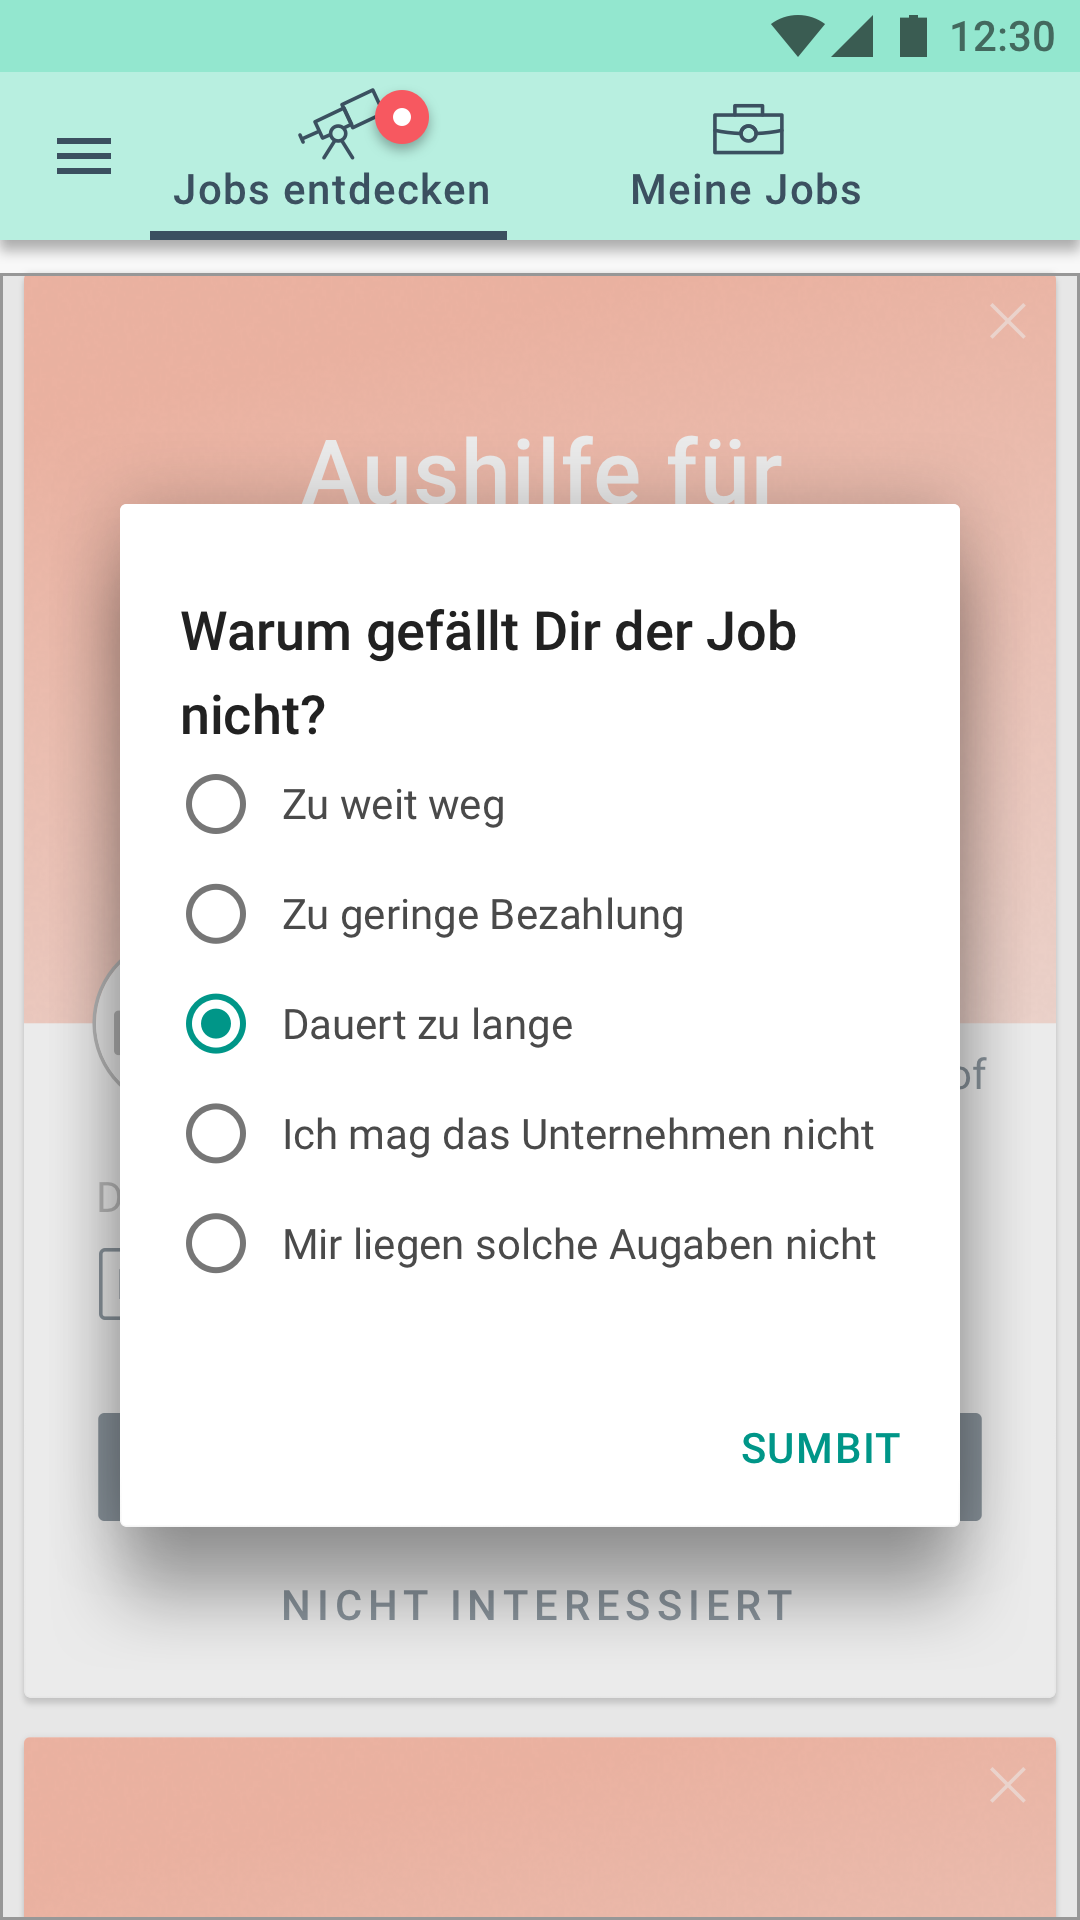 12:30
Jobs entdecken
Meine Jobs
Aushilfe für
Warum gefällt Dir der Job
nicht?
Zu weit weg
Zu geringe Bezahlung
Dauert zu lange
Ich mag das Unternehmen nicht
Mir liegen solche Augaben nicht
SUMBIT
NICHT INTERESSIERT